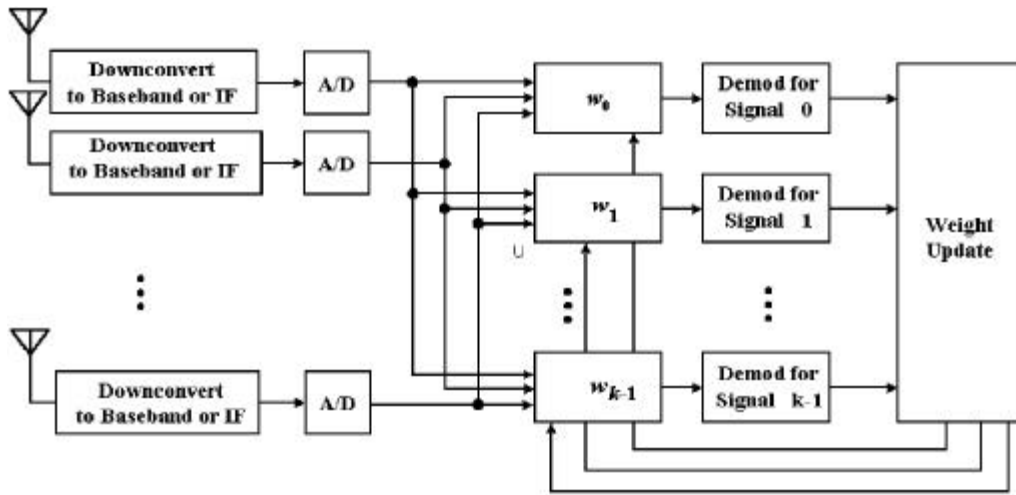 Downconvert
to Baseband or IF
A/D
Downconvert
to Baseband or IF
A/D
w0
Demod for
Signal 0
w1
Demod for
Signal 1
Weight
Update
U
Downconvert
to Baseband or IF
A/D
wk-1
Demod for
Signal k-1